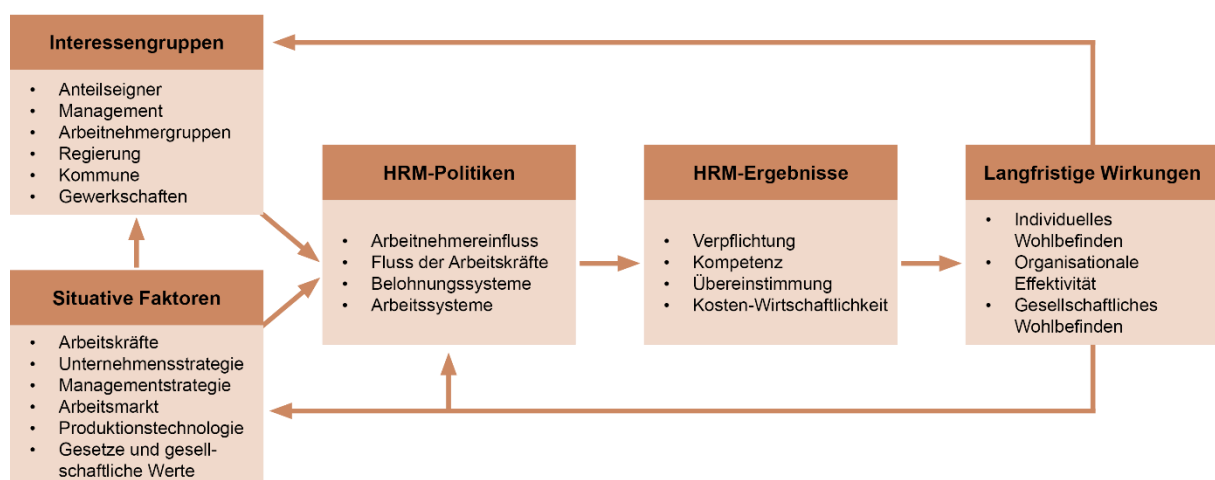 Interessengruppen
• Anteilseigner
• Management
• Arbeitnehmergruppen
• Regierung
• Kommune
• Gewerkschaften
Situative Faktoren
• Arbeitskräfte
• Unternehmensstrategie
• Managementstrategie
• Arbeitsmarkt
• Produktionstechnologie
• Gesetze und gesell-
schaftliche Werte
HRM-Politiken
• Arbeitnehmereinfluss
• Fluss der Arbeitskräfte
• Belohnungssysteme
• Arbeitssysteme
HRM-Ergebnisse
• Verpflichtung
• Kompetenz
• Übereinstimmung
• Kosten-Wirtschaftlichkeit
Langfristige Wirkungen
• Individuelles
Wohlbefinden
• Organisationale
Effektivität
• Gesellschaftliches
Wohlbefinden